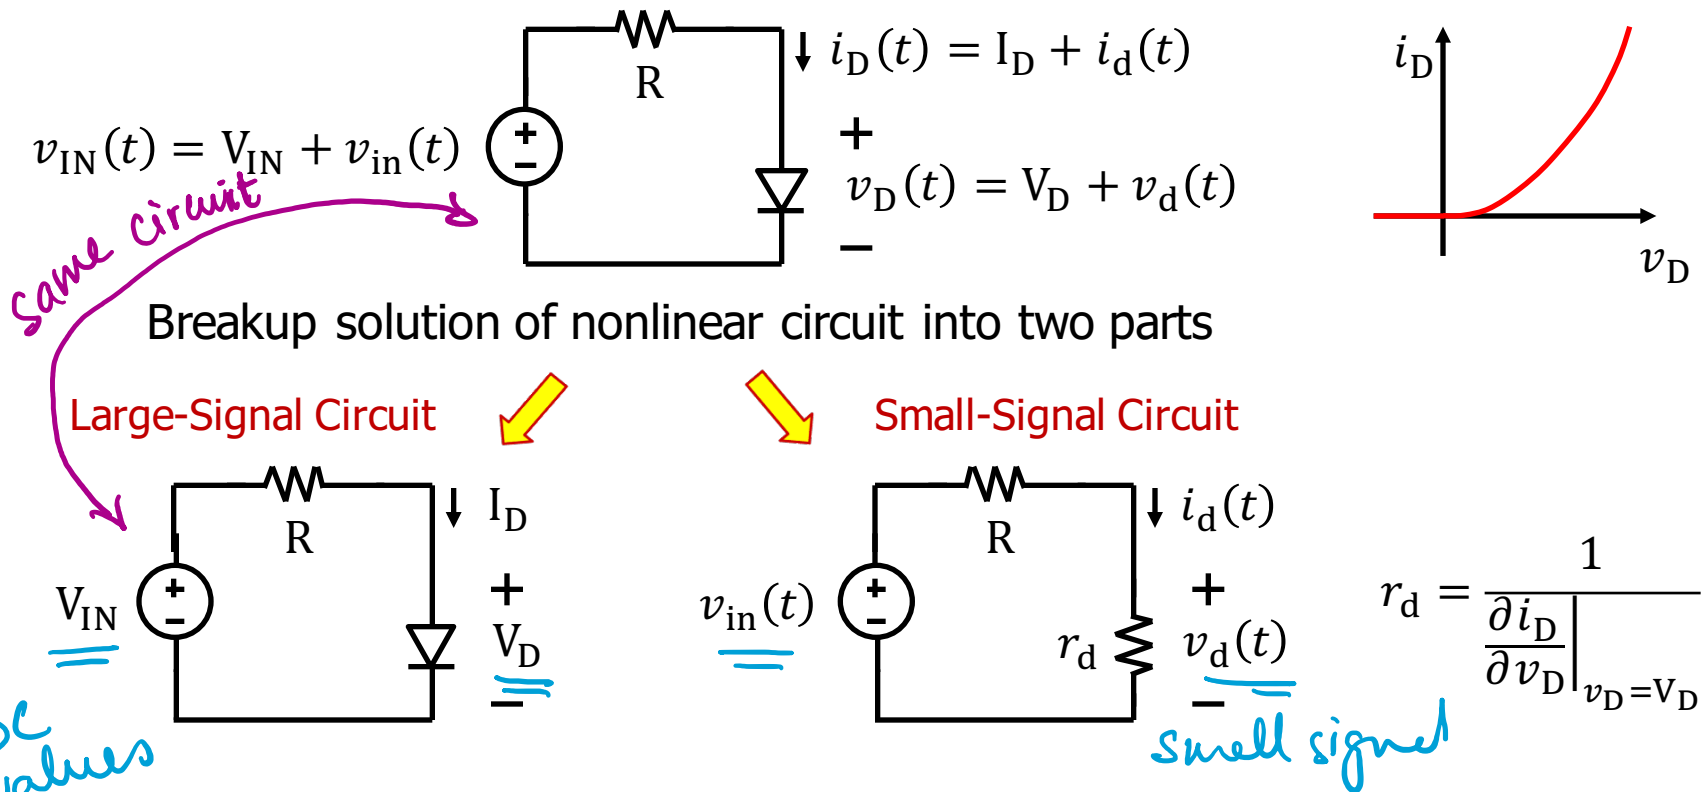 i_D(t) = I_D + i_d(t)
R
v_IN(t) = V_IN + v_in(t)
+
−
+
v_D(t) = V_D + v_d(t)
−
i_D
v_D
same circuit
Breakup solution of nonlinear circuit into two parts
Large-Signal Circuit
Small-Signal Circuit
R
I_D
V_IN
+
−
+
V_D
−
DC
values
R
i_d(t)
v_in(t)
+
−
r_d
+
v_d(t)
−
small signal
r_d = 1 / (∂i_D/∂v_D)|_{v_D=V_D}